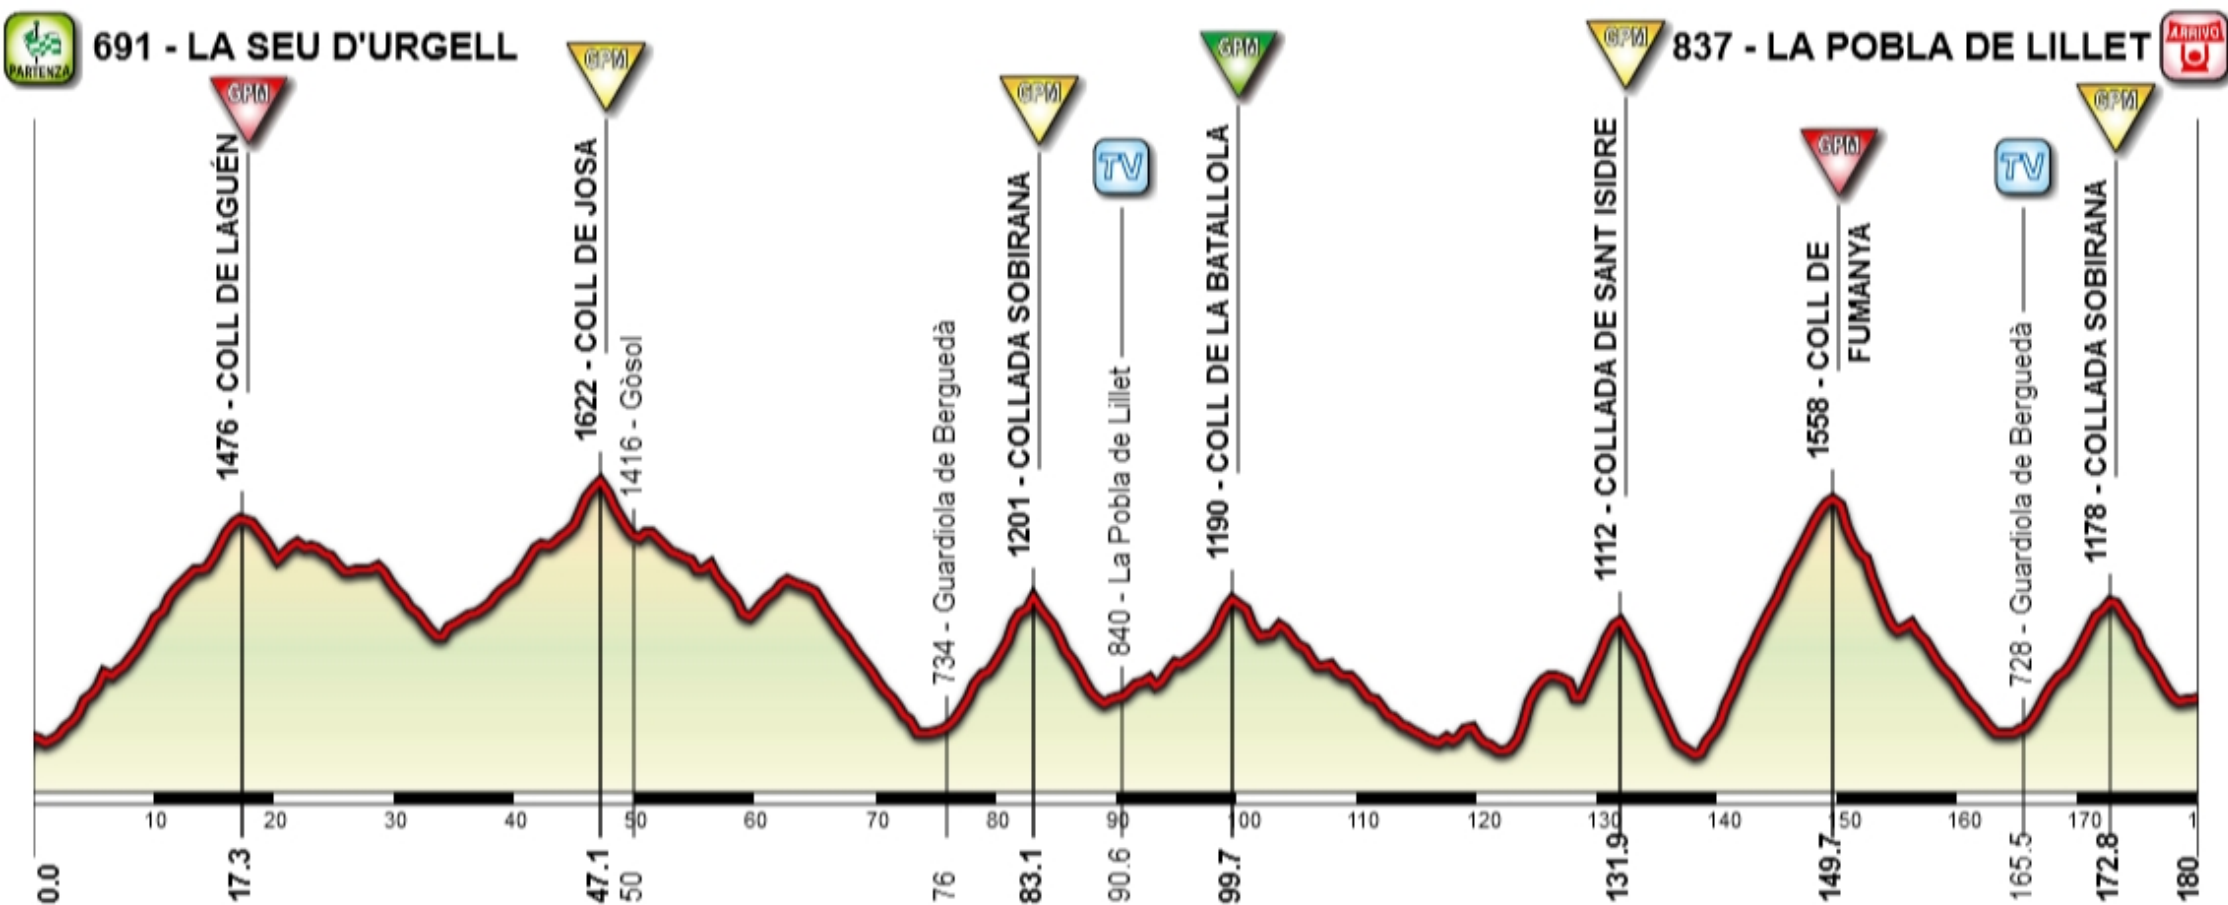 PARTENZA
691 - LA SEU D'URGELL
837 - LA POBLA DE LILLET
ARRIVO
GPM
1476 - COLL DE LAGUÉN
GPM
1622 - COLL DE JOSA
1416 - Gòsol
734 - Guardiola de Berguedà
GPM
1201 - COLLADA SOBIRANA
TV
840 - La Pobla de Lillet
GPM
1190 - COLL DE LA BATALLOLA
GPM
1112 - COLLADA DE SANT ISIDRE
GPM
1558 - COLL DE
FUMANYA
TV
728 - Guardiola de Berguedà
GPM
1178 - COLLADA SOBIRANA
10 20 30 40 50 60 70 80 90 100 110 120 130 140 150 160 170 1
0.0 17.3 47.1 50 76 83.1 90.6 99.7 131.9 149.7 165.5 172.8 180